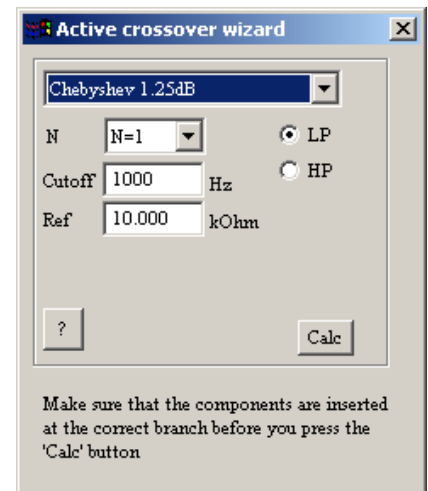 Active crossover wizard
Chebyshev 1.25dB
N N=1 LP
HP
Cutoff 1000 Hz
Ref 10.000 kOhm
? Calc
Make sure that the components are inserted
at the correct branch before you press the
'Calc' button